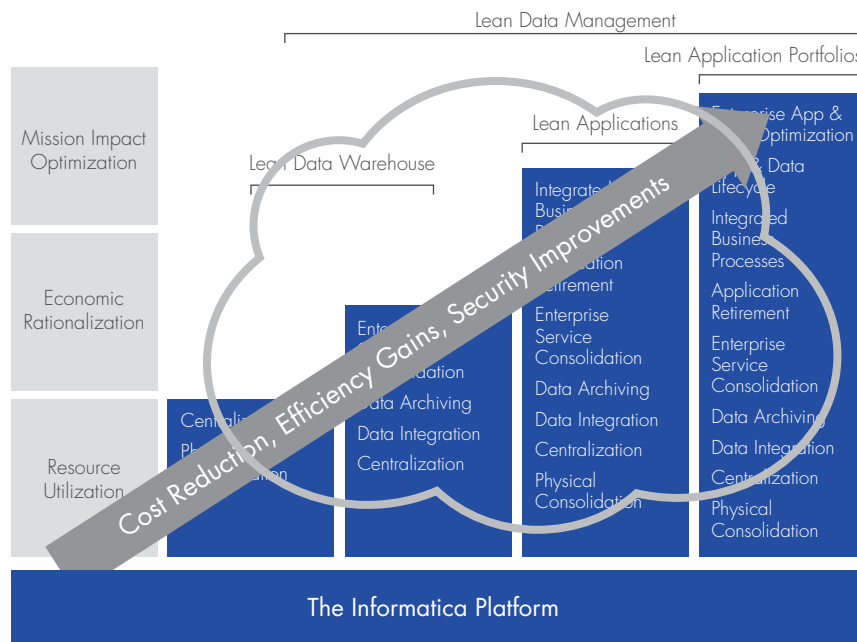 Lean Data Management
Lean Application Portfolios
Lean Applications
Lean Data Warehouse
Mission Impact
Optimization
Economic
Rationalization
Resource
Utilization
Cost Reduction, Efficiency Gains, Security Improvements
Data Archiving
Data Integration
Centralization
Business
Retirement
Enterprise
Service
Consolidation
Data Archiving
Data Integration
Centralization
Physical
Consolidation
Enterprise App &
Optimization
& Data
Lifecycle
Integrated
Business
Processes
Application
Retirement
Enterprise
Service
Consolidation
Data Archiving
Data Integration
Centralization
Physical
Consolidation
The Informatica Platform